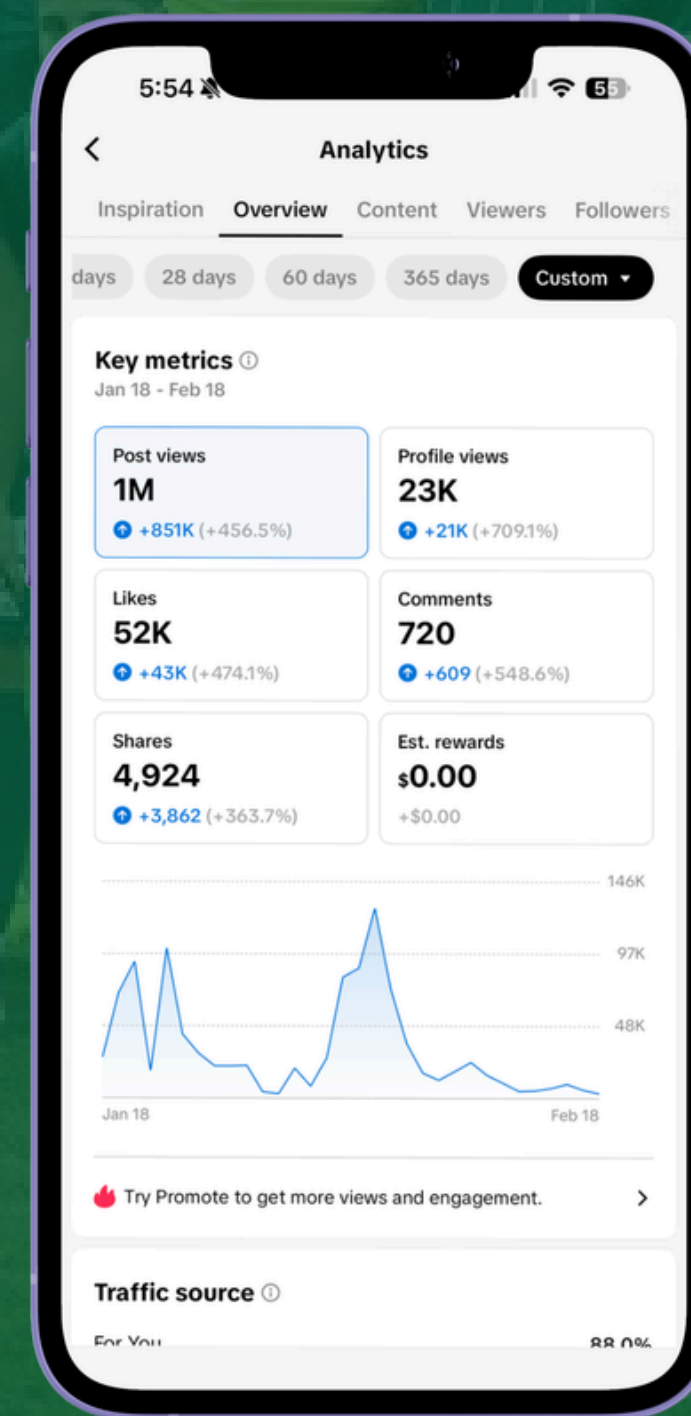 5:54
55
Analytics
Inspiration Overview Content Viewers Followers
days 28 days 60 days 365 days Custom
Key metrics
Jan 18 - Feb 18
Post views
1M
+851K (+456.5%)
Profile views
23K
+21K (+709.1%)
Likes
52K
+43K (+474.1%)
Comments
720
+609 (+548.6%)
Shares
4,924
+3,862 (+363.7%)
Est. rewards
$0.00
+$0.00
146K
97K
48K
Jan 18 Feb 18
Try Promote to get more views and engagement.
Traffic source
For You 88.0%